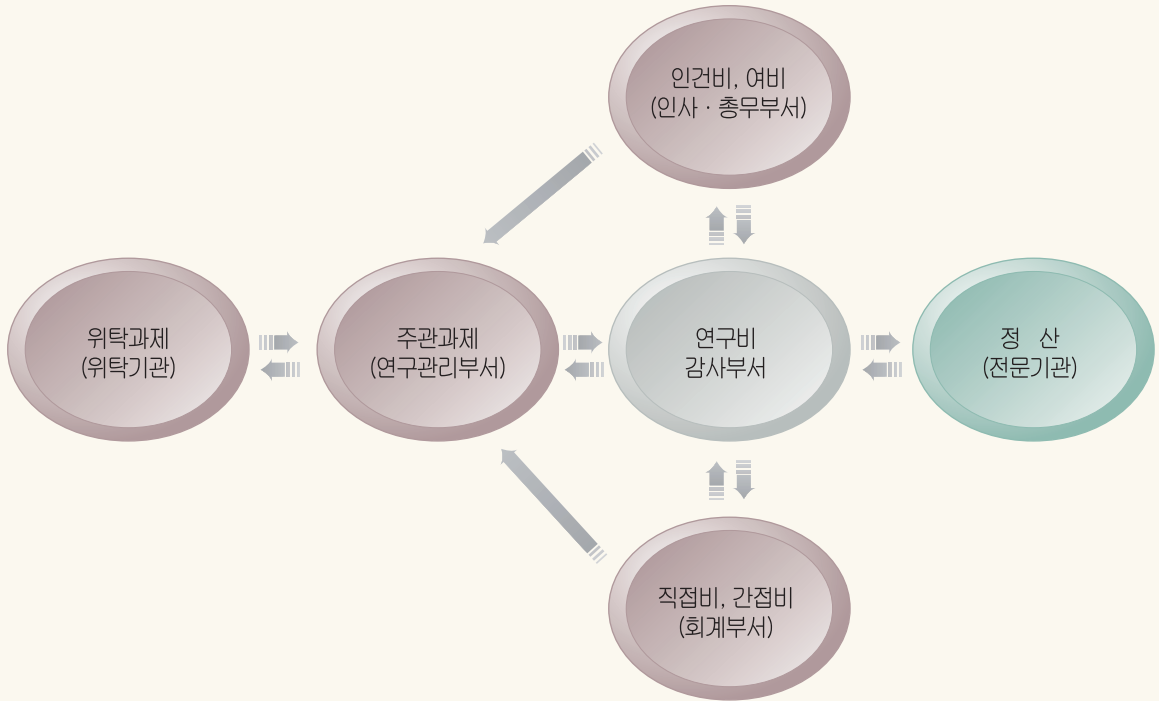 인건비, 여비
(인사 · 총무부서)
위탁과제
(위탁기관)
주관과제
(연구관리부서)
연구비
감사부서
정 산
(전문기관)
직접비, 간접비
(회계부서)